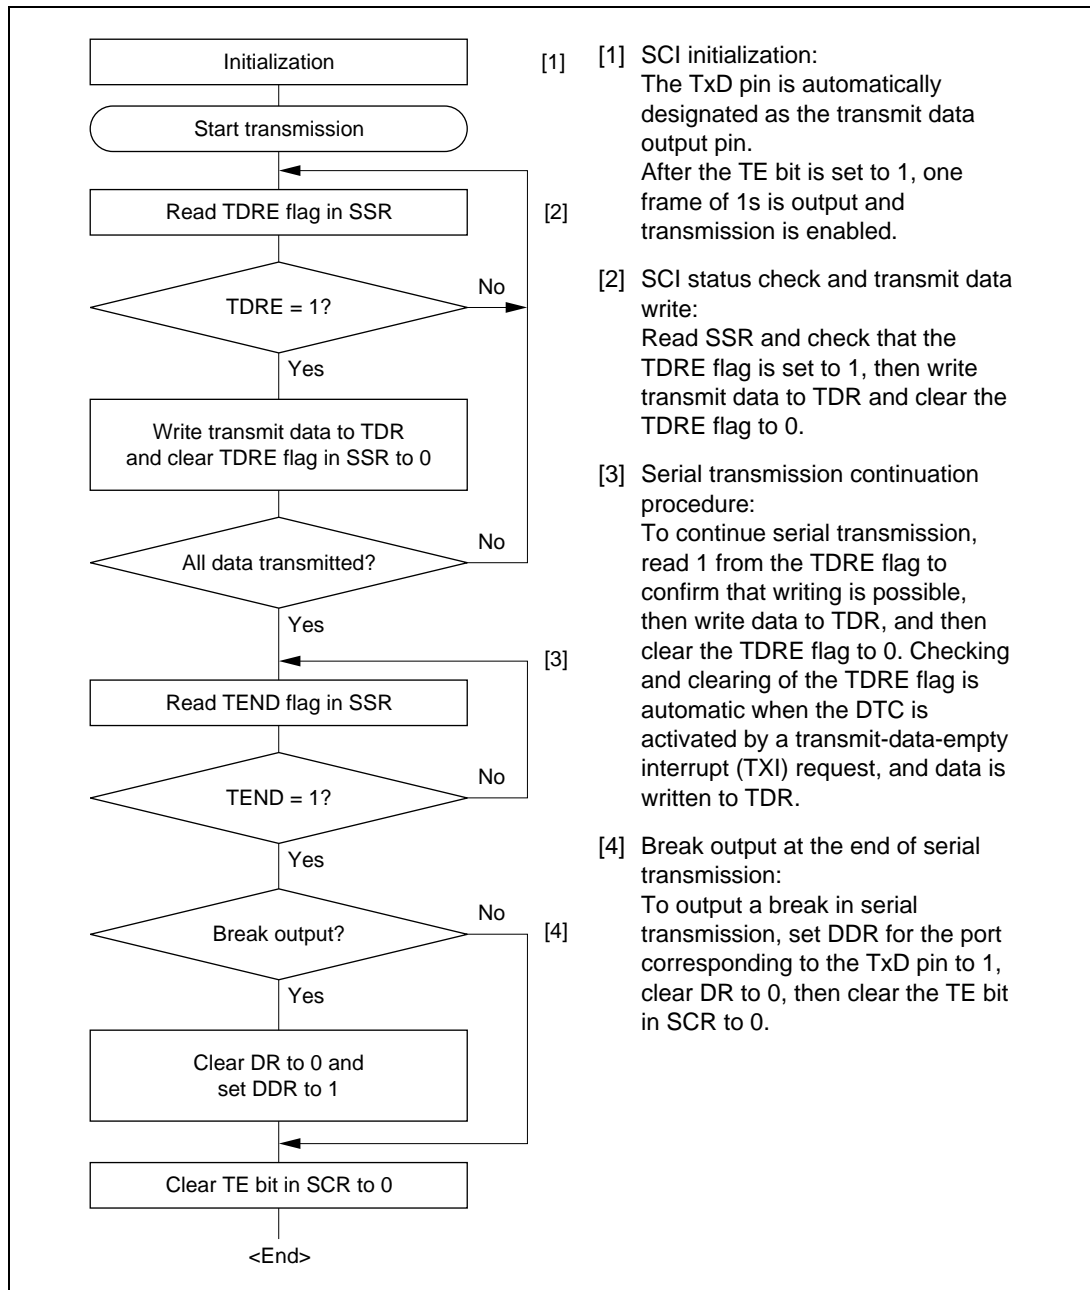 Initialization
[1]
Start transmission
Read TDRE flag in SSR
[2]
TDRE = 1?
No
Yes
Write transmit data to TDR
and clear TDRE flag in SSR to 0
All data transmitted?
No
Yes
[3]
Read TEND flag in SSR
TEND = 1?
No
Yes
Break output?
No
[4]
Yes
Clear DR to 0 and
set DDR to 1
Clear TE bit in SCR to 0
<End>
[1] SCI initialization:
The TxD pin is automatically
designated as the transmit data
output pin.
After the TE bit is set to 1, one
frame of 1s is output and
transmission is enabled.
[2] SCI status check and transmit data
write:
Read SSR and check that the
TDRE flag is set to 1, then write
transmit data to TDR and clear the
TDRE flag to 0.
[3] Serial transmission continuation
procedure:
To continue serial transmission,
read 1 from the TDRE flag to
confirm that writing is possible,
then write data to TDR, and then
clear the TDRE flag to 0. Checking
and clearing of the TDRE flag is
automatic when the DTC is
activated by a transmit-data-empty
interrupt (TXI) request, and data is
written to TDR.
[4] Break output at the end of serial
transmission:
To output a break in serial
transmission, set DDR for the port
corresponding to the TxD pin to 1,
clear DR to 0, then clear the TE bit
in SCR to 0.